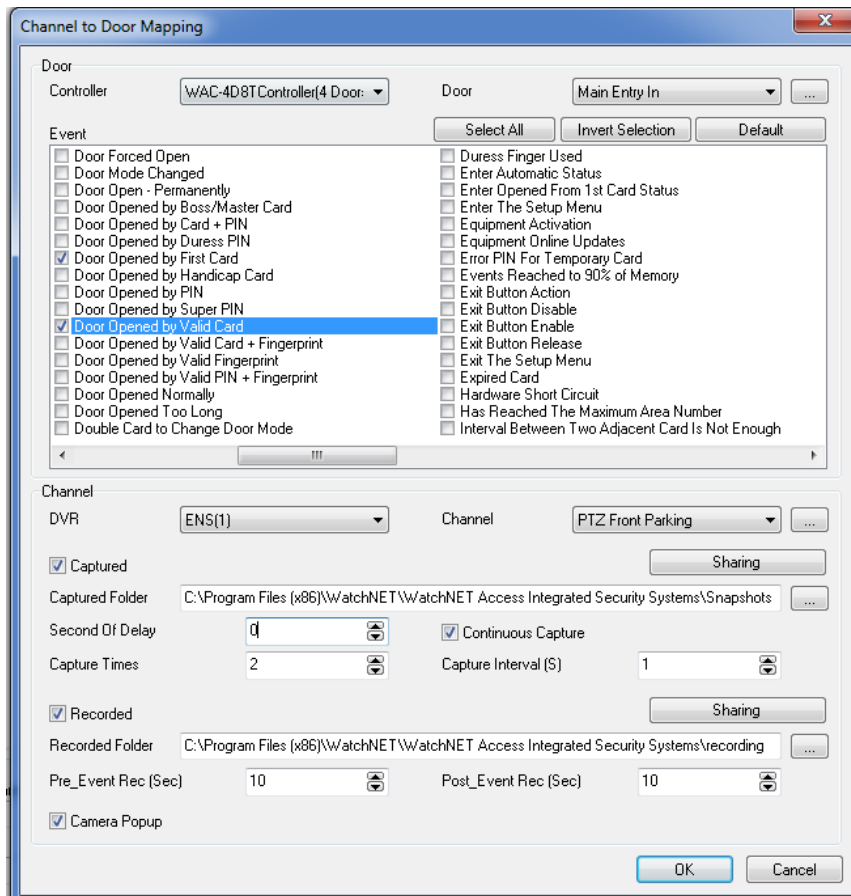 Channel to Door Mapping
Door
Controller WAC-4D8TController(4 Door: Door Main Entry In ...
Event Select All Invert Selection Default
Door Forced Open Duress Finger Used
Door Mode Changed Enter Automatic Status
Door Open - Permanently Enter Opened From 1st Card Status
Door Opened by Boss/Master Card Enter The Setup Menu
Door Opened by Card + PIN Equipment Activation
Door Opened by Duress PIN Equipment Online Updates
Door Opened by First Card Error PIN For Temporary Card
Door Opened by Handicap Card Events Reached to 90% of Memory
Door Opened by PIN Exit Button Action
Door Opened by Super PIN Exit Button Disable
Door Opened by Valid Card Exit Button Enable
Door Opened by Valid Card + Fingerprint Exit Button Release
Door Opened by Valid Fingerprint Exit The Setup Menu
Door Opened by Valid PIN + Fingerprint Expired Card
Door Opened Normally Hardware Short Circuit
Door Opened Too Long Has Reached The Maximum Area Number
Double Card to Change Door Mode Interval Between Two Adjacent Card Is Not Enough
Channel
DVR ENS(1) Channel PTZ Front Parking ...
Captured Sharing
Captured Folder C:\Program Files (x86)\WatchNET\WatchNET Access Integrated Security Systems\Snapshots ...
Second Of Delay 0 Continuous Capture
Capture Times 2 Capture Interval (S) 1
Recorded Sharing
Recorded Folder C:\Program Files (x86)\WatchNET\WatchNET Access Integrated Security Systems\recording ...
Pre_Event Rec (Sec) 10 Post_Event Rec (Sec) 10
Camera Popup
OK Cancel